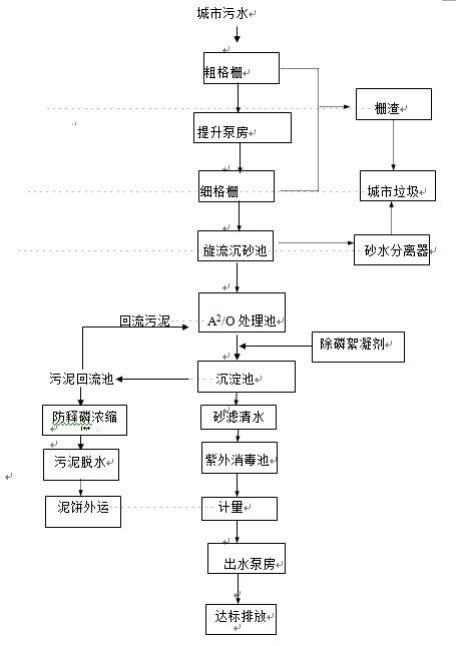 城市污水
粗格栅
栅渣
提升泵房
细格栅
城市垃圾
旋流沉砂池
砂水分离器
回流污泥
A²/O 处理池
除磷絮凝剂
污泥回流池
沉淀池
防释磷浓缩
砂滤清水
污泥脱水
紫外消毒池
泥饼外运
计量
出水泵房
达标排放